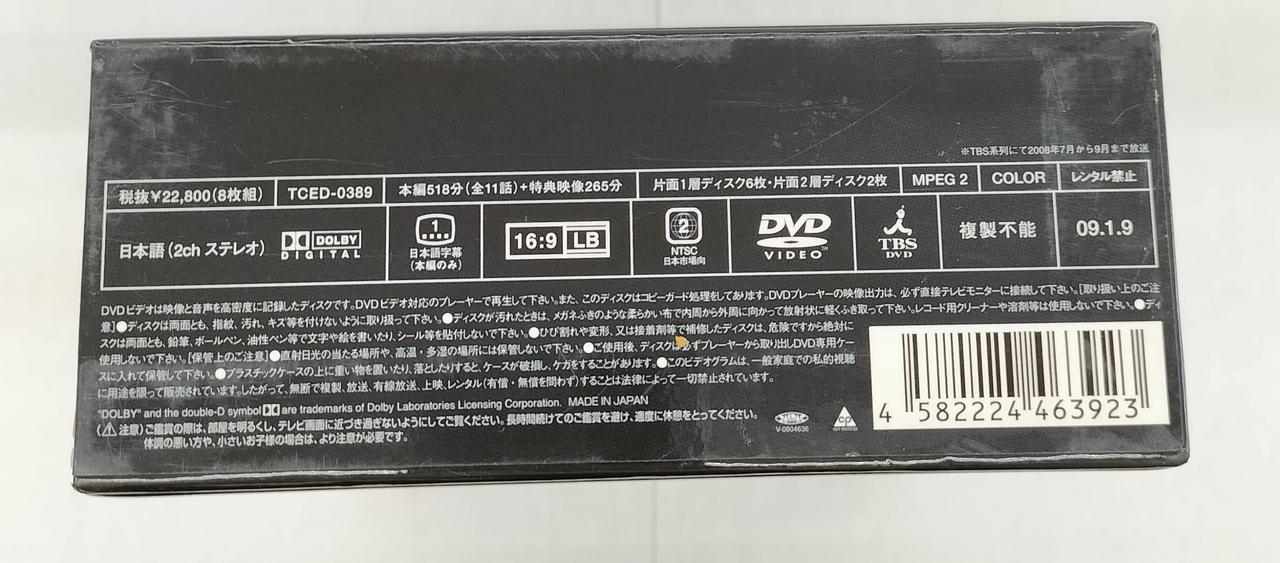 ※TBS系列にて2008年7月から9月まで放送
税抜¥22,800(8枚組) TCED-0389 本編518分(全11話)+特典映像265分 片面1層ディスク6枚・片面2層ディスク2枚 MPEG 2 COLOR レンタル禁止
日本語(2ch ステレオ) DOLBY DIGITAL 1 日本語字幕 (本編のみ) 16:9 LB 2 NTSC 日本市場向 DVD VIDEO TM TBS DVD 複製不能 09.1.9
DVDビデオは映像と音声を高密度に記録したディスクです。DVDビデオ対応のプレーヤーで再生して下さい。また、このディスクはコピーガード処理をしてあります。DVDプレーヤーの映像出力は、必ず直接テレビモニターに接続して下さい。[取り扱い上のご注
意]●ディスクは両面とも、指紋、汚れ、キズ等を付けないように取り扱って下さい。●ディスクが汚れたときは、メガネふきのような柔らかい布で内周から外周に向かって放射状に軽くふき取って下さい。レコード用クリーナーや溶剤等は使用しないで下さい。●ディ
スクは両面とも、鉛筆、ボールペン、油性ペン等で文字や絵を書いたり、シール等を貼付しないで下さい。●ひび割れや変形、又は接着剤等で補修したディスクは、危険ですから絶対に
使用しないで下さい。[保管上のご注意]●直射日光の当たる場所や、高温・多湿の場所には保管しないで下さい。●ご使用後、ディスクは必ずプレーヤーから取り出しDVD専用ケー
スに入れて保管して下さい。●プラスチックケースの上に重い物を置いたり、落としたりすると、ケースが破損し、ケガをすることがあります。●このビデオグラムは、一般家庭での私的視聴
に用途を限って販売されています。したがって、無断で複製、放送、有線放送、上映、レンタル(有償・無償を問わず)することは法律によって一切禁止されています。
"DOLBY" and the double-D symbol are trademarks of Dolby Laboratories Licensing Corporation. MADE IN JAPAN
(⚠注意)ご鑑賞の際は、部屋を明るくし、テレビ画面に近づき過ぎないようにしてご覧ください。長時間続けてのご鑑賞を避け、適度に休憩をとってください。
体調の悪い方や、小さいお子様の場合は、より注意が必要です。
V-0804636
4 582224 463923